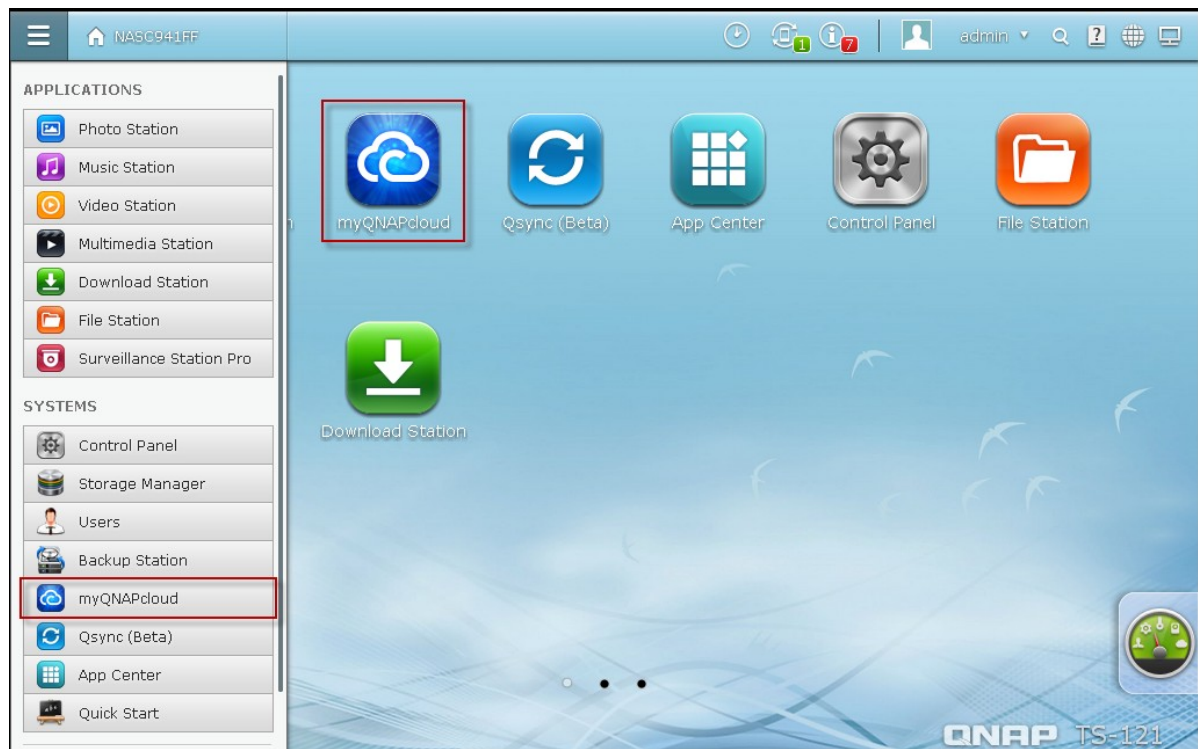 NASC941FF
1
7
admin
?
APPLICATIONS
Photo Station
Music Station
Video Station
Multimedia Station
Download Station
File Station
Surveillance Station Pro
SYSTEMS
Control Panel
Storage Manager
Users
Backup Station
myQNAPcloud
Qsync (Beta)
App Center
Quick Start
n
myQNAPcloud
Qsync (Beta)
App Center
Control Panel
File Station
Download Station
QNAP TS-121